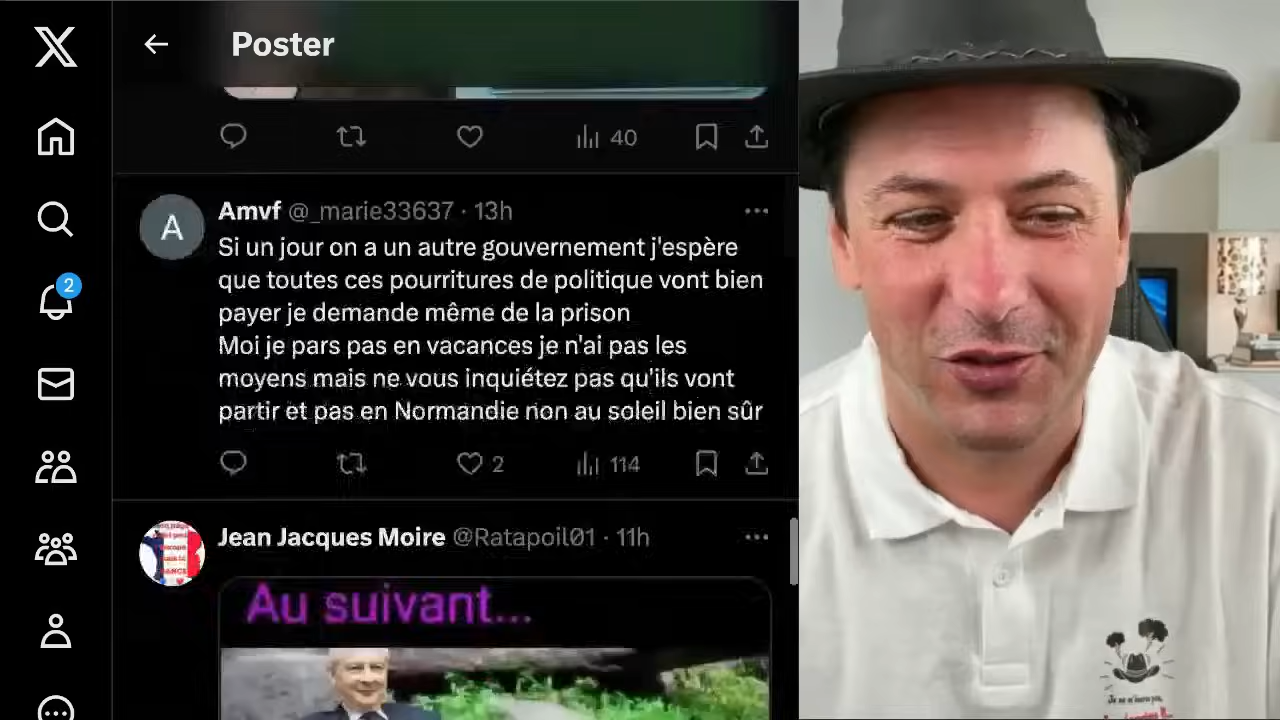 Poster
40
Amvf @_marie33637 · 13h
A
Si un jour on a un autre gouvernement j'espère
que toutes ces pourritures de politique vont bien
payer je demande même de la prison
Moi je pars pas en vacances je n'ai pas les
moyens mais ne vous inquiétez pas qu'ils vont
partir et pas en Normandie non au soleil bien sûr
2 114
2
Jean Jacques Moire @Ratapoil01 · 11h
Au suivant...